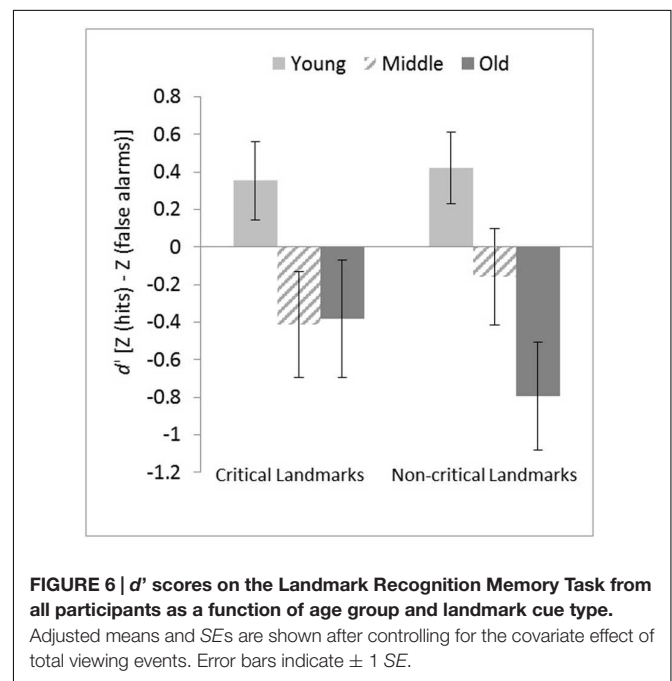 Young Middle Old
0.8
0.6
0.4
0.2
0
-0.2
-0.4
-0.6
-0.8
-1
-1.2
d' [Z (hits) - Z (false alarms)]
Critical Landmarks Non-critical Landmarks
FIGURE 6 | d’ scores on the Landmark Recognition Memory Task from
all participants as a function of age group and landmark cue type.
Adjusted means and SEs are shown after controlling for the covariate effect of
total viewing events. Error bars indicate ± 1 SE.